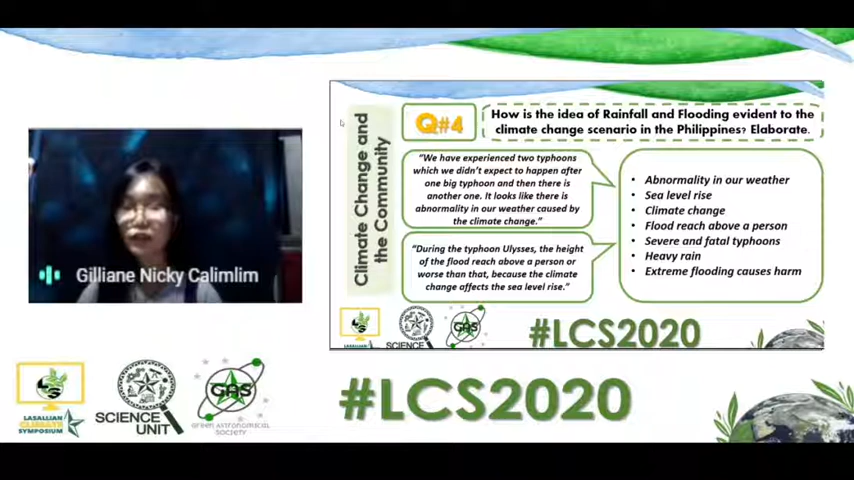 Gilliane Nicky Calimlim
Climate Change and
the Community
Q#4
How is the idea of Rainfall and Flooding evident to the
climate change scenario in the Philippines? Elaborate.
"We have experienced two typhoons
which we didn't expect to happen after
one big typhoon and then there is
another one. It looks like there is
abnormality in our weather caused by
the climate change."
"During the typhoon Ulysses, the height
of the flood reach above a person or
worse than that, because the climate
change affects the sea level rise."
• Abnormality in our weather
• Sea level rise
• Climate change
• Flood reach above a person
• Severe and fatal typhoons
• Heavy rain
• Extreme flooding causes harm
SCIENCE
GAS
#LCS2020
LASALLIAN
CLIMATE
SYMPOSIUM
SCIENCE
UNIT
GAS
GREEN ASTRONOMICAL
SOCIETY
#LCS2020